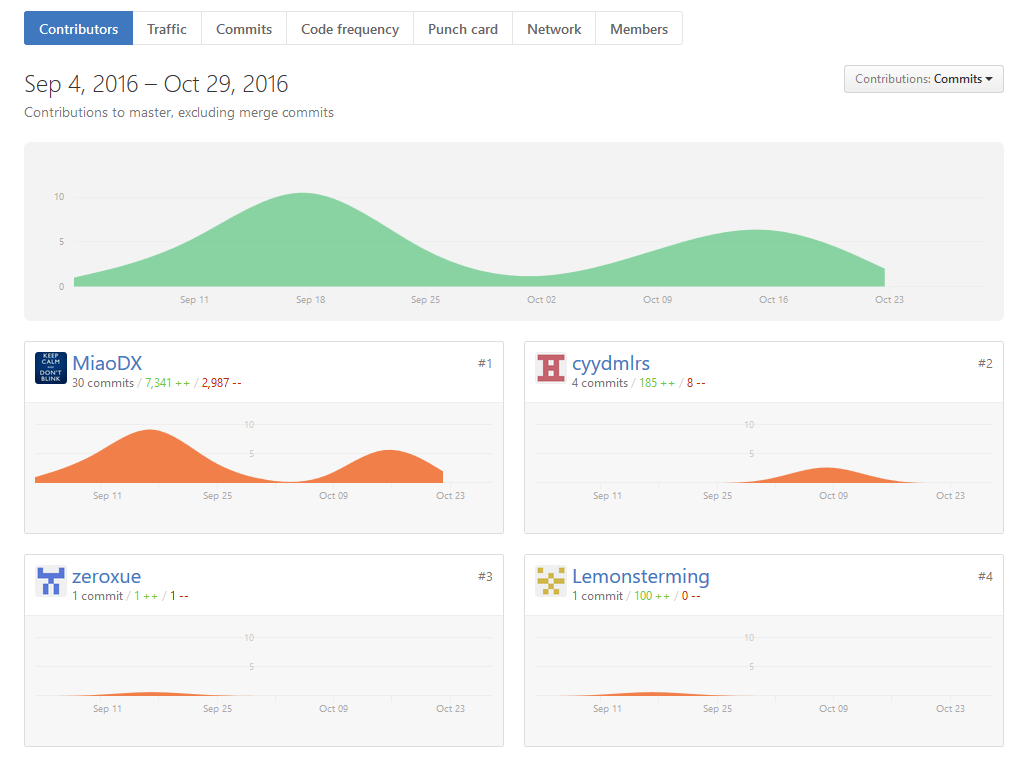 Contributors Traffic Commits Code frequency Punch card Network Members
Sep 4, 2016 – Oct 29, 2016
Contributions: Commits
Contributions to master, excluding merge commits
10
5
0
Sep 11 Sep 18 Sep 25 Oct 02 Oct 09 Oct 16 Oct 23
KEEP
CALM
AND
DON'T
BLINK
MiaoDX #1
30 commits / 7,341 ++ / 2,987 --
10
5
Sep 11 Sep 25 Oct 09 Oct 23
cyydmlrs #2
4 commits / 185 ++ / 8 --
10
5
Sep 11 Sep 25 Oct 09 Oct 23
zeroxue #3
1 commit / 1 ++ / 1 --
10
5
Sep 11 Sep 25 Oct 09 Oct 23
Lemonsterming #4
1 commit / 100 ++ / 0 --
10
5
Sep 11 Sep 25 Oct 09 Oct 23